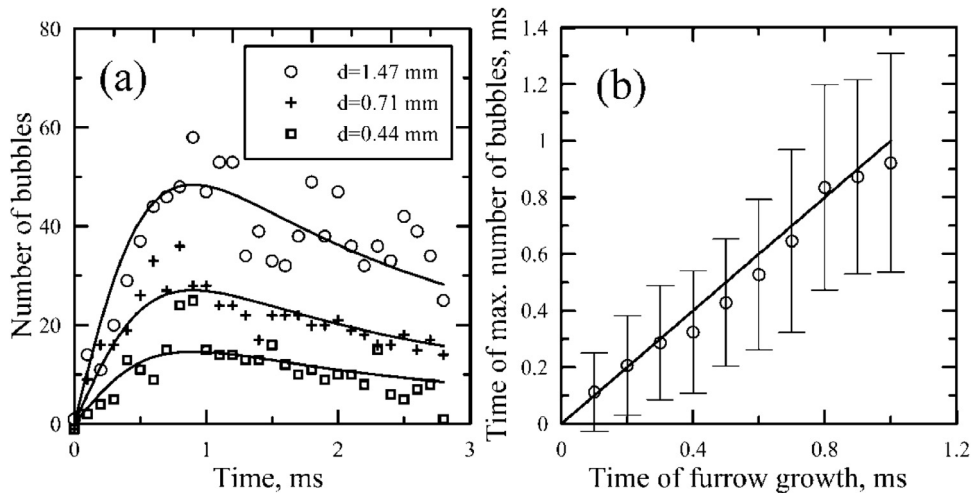 (a)
d=1.47 mm
d=0.71 mm
d=0.44 mm
Number of bubbles
80
60
40
20
0
0
1
2
3
Time, ms
(b)
Time of max. number of bubbles, ms
1.4
1.2
1
0.8
0.6
0.4
0.2
0
0
0.4
0.8
1.2
Time of furrow growth, ms